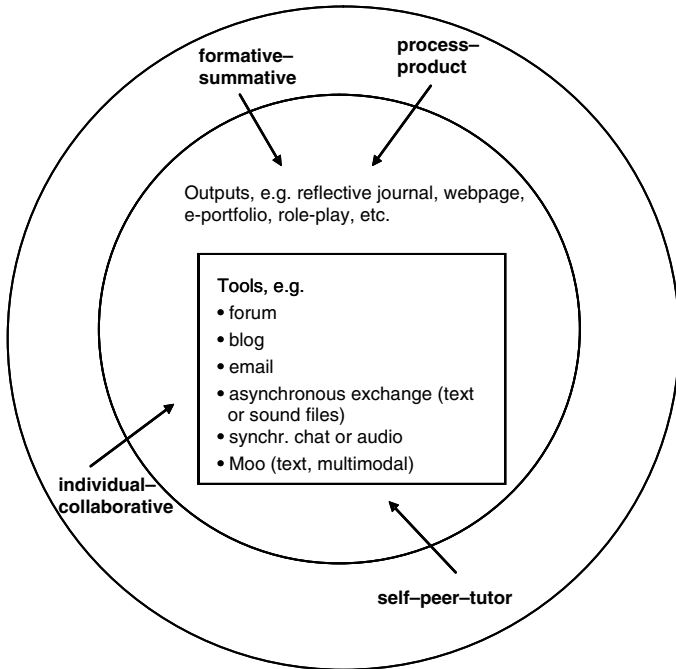 formative–
summative
process–
product
Outputs, e.g. reflective journal, webpage,
e-portfolio, role-play, etc.
Tools, e.g.
• forum
• blog
• email
• asynchronous exchange (text
or sound files)
• synchr. chat or audio
• Moo (text, multimodal)
individual–
collaborative
self–peer–tutor